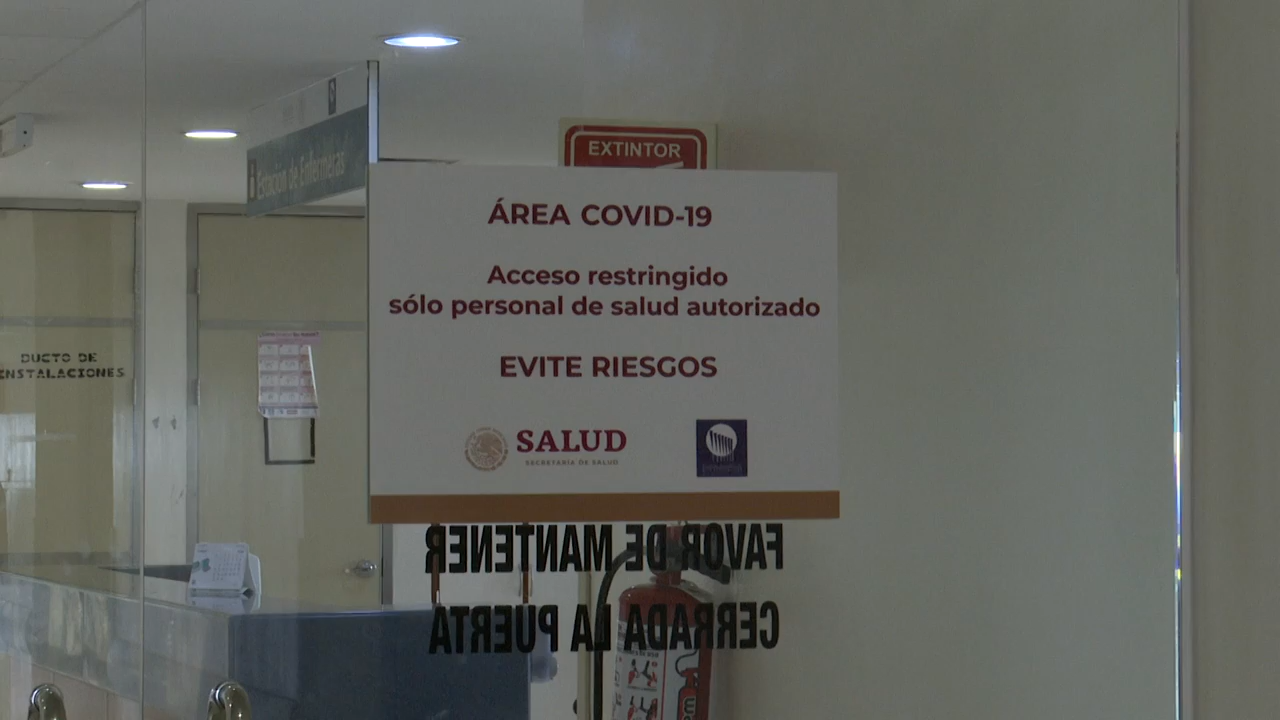 EXTINTOR
Estación de Enfermeras
ÁREA COVID-19
Acceso restringido
sólo personal de salud autorizado
EVITE RIESGOS
SALUD
SECRETARÍA DE SALUD
DUCTO DE
INSTALACIONES
FAVOR DE MANTENER
CERRADA LA PUERTA